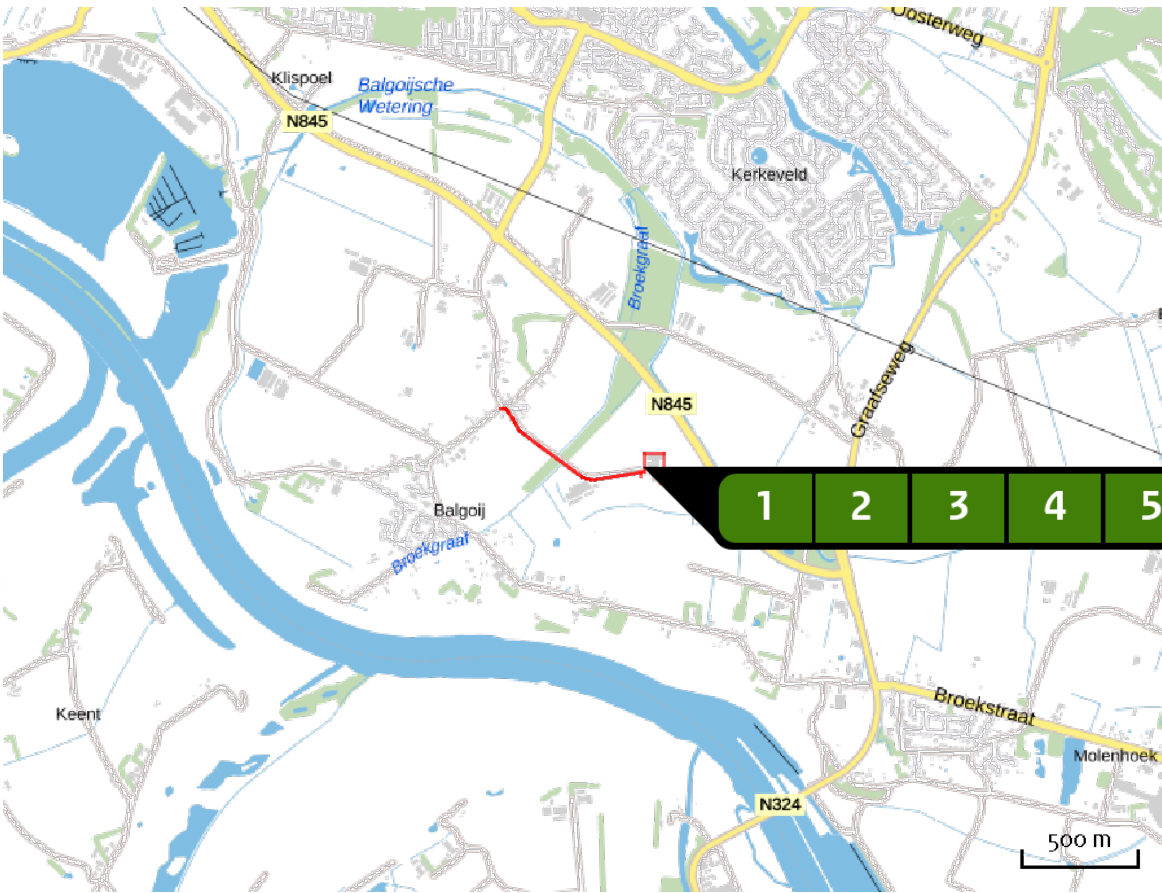 Oosterweg
Klispoel
Balgoijsche
Wetering
N845
Kerkeveld
Broekgraaf
Graafseweg
N845
1 2 3 4 5
Balgoij
Broekgraaf
Keent
Broekstraat
Molenhoek
N324
500 m